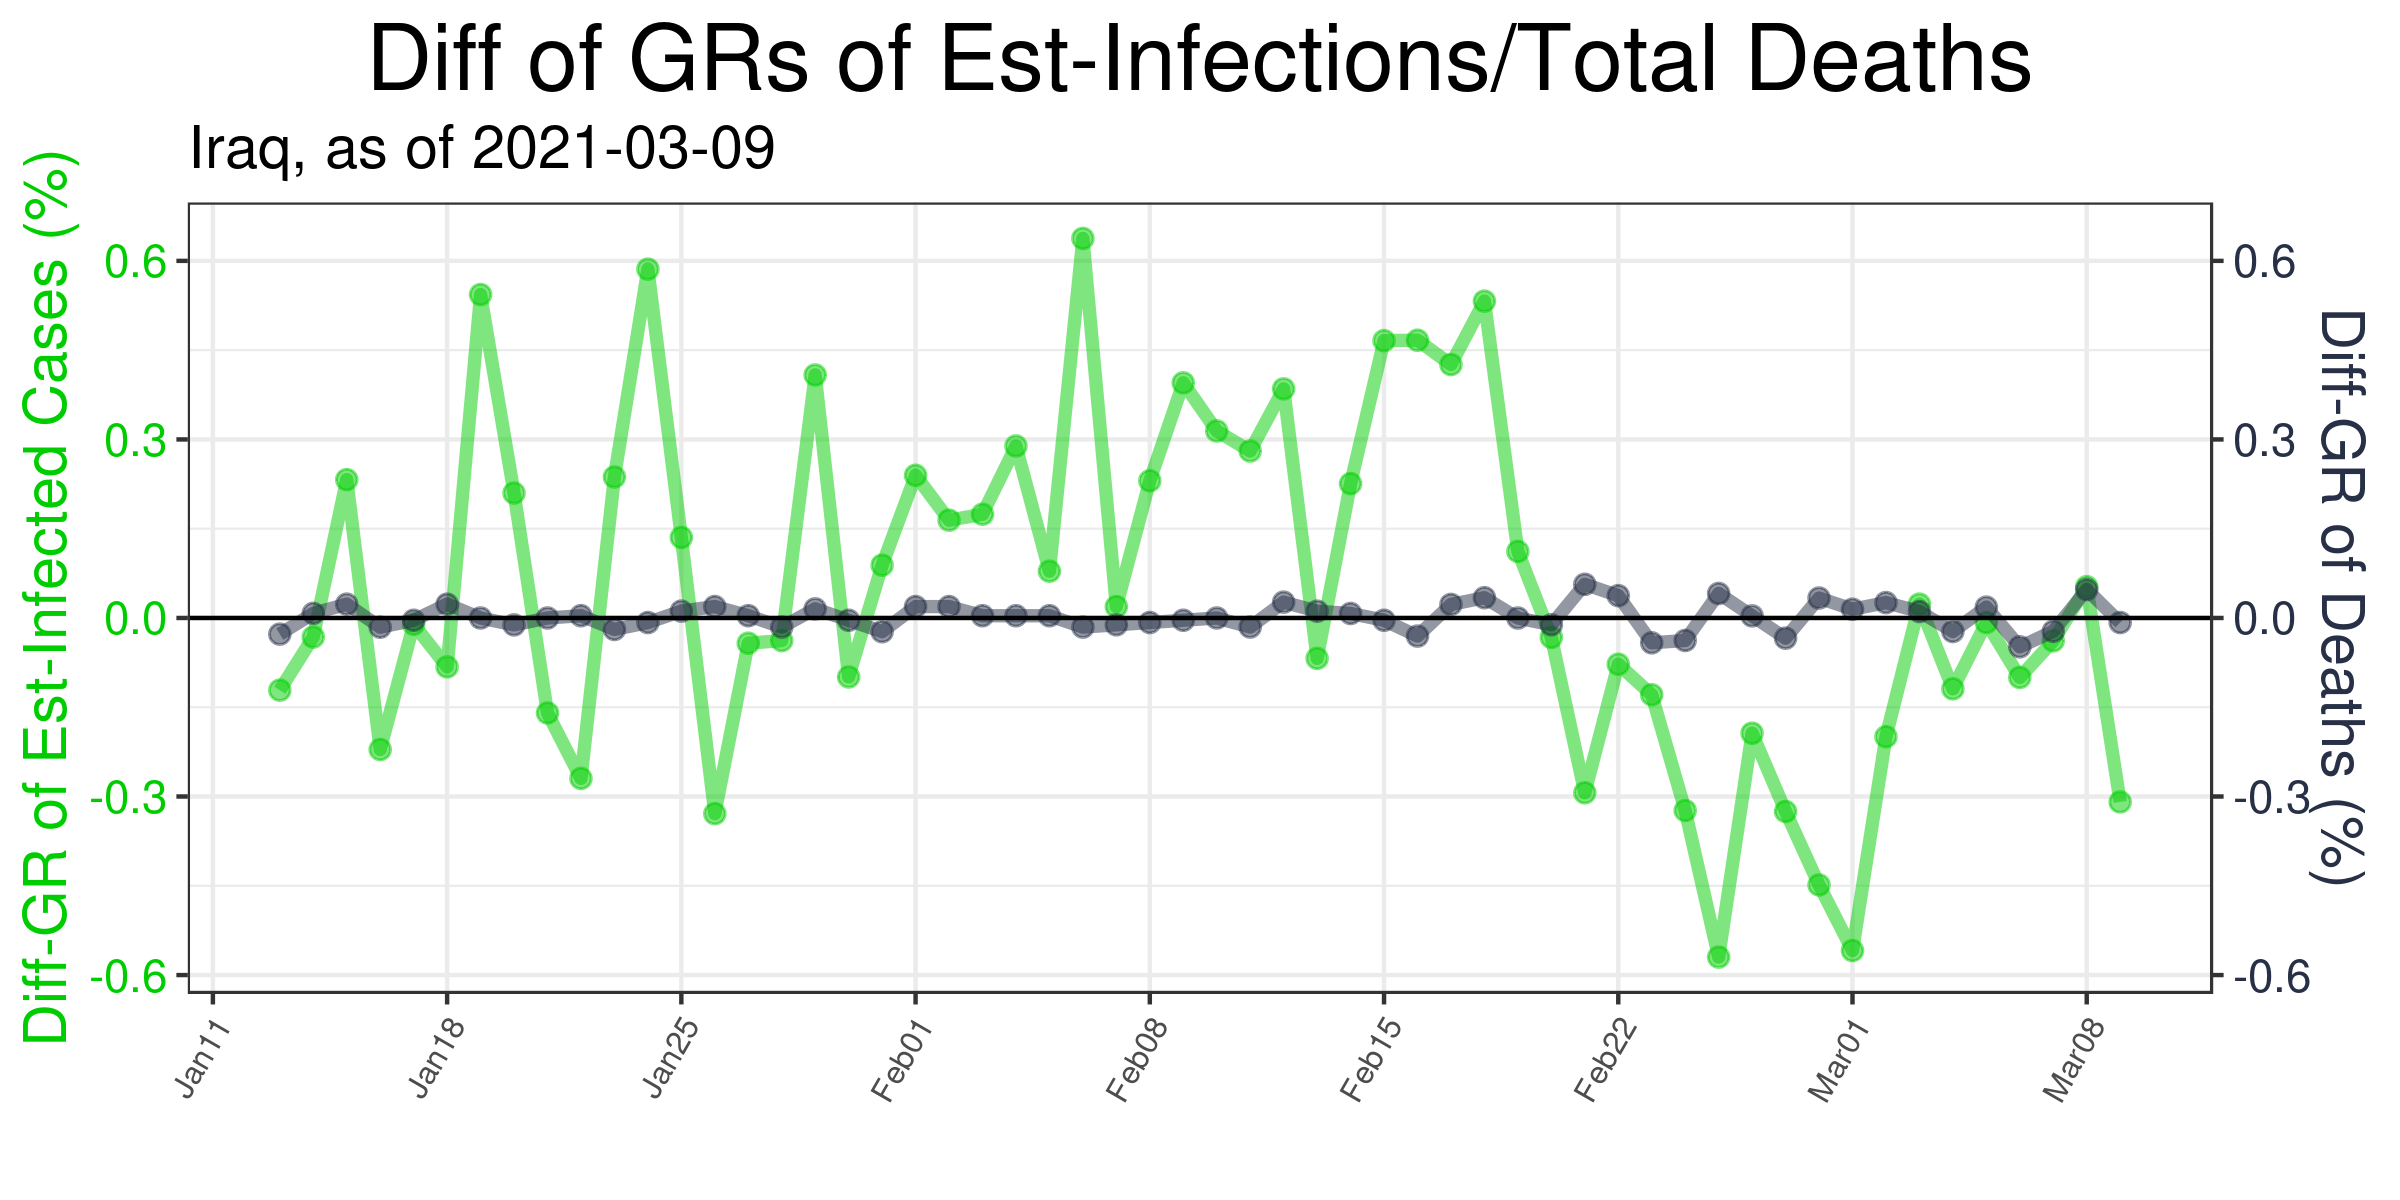 Diff of GRs of Est-Infections/Total Deaths
Iraq, as of 2021-03-09
Diff-GR of Est-Infected Cases (%)
0.6
0.3
0.0
-0.3
-0.6
0.6
0.3
0.0
-0.3
-0.6
Diff-GR of Deaths (%)
Jan11
Jan18
Jan25
Feb01
Feb08
Feb15
Feb22
Mar01
Mar08